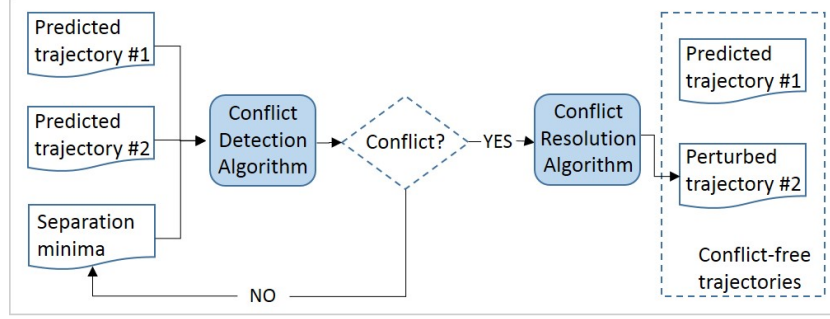 Predicted
trajectory #1
Predicted
trajectory #2
Separation
minima
Conflict
Detection
Algorithm
Conflict?
YES
NO
Conflict
Resolution
Algorithm
Predicted
trajectory #1
Perturbed
trajectory #2
Conflict-free
trajectories